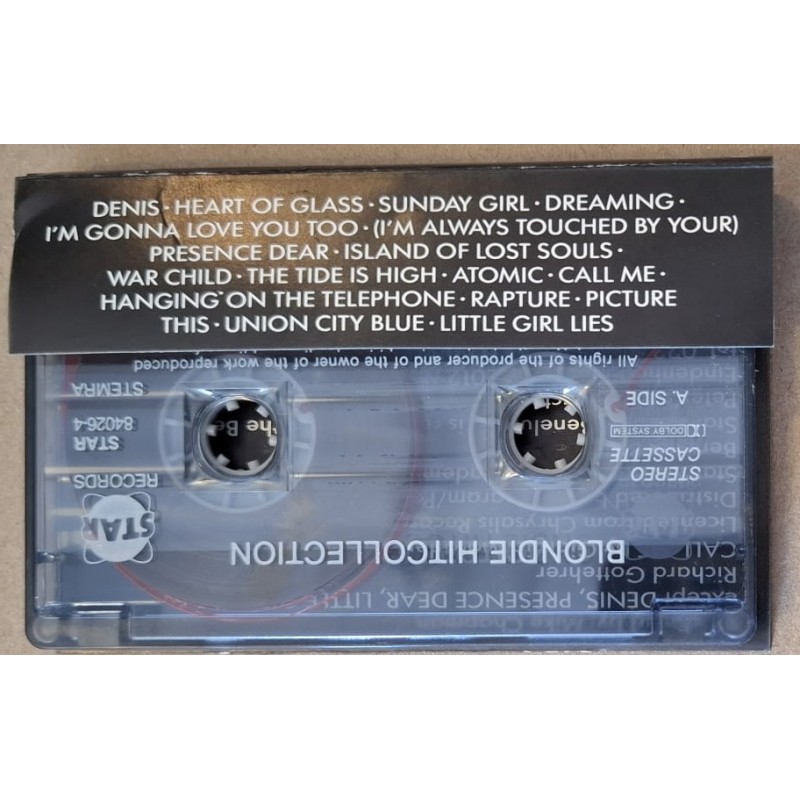 DENIS · HEART OF GLASS · SUNDAY GIRL · DREAMING ·
I'M GONNA LOVE YOU TOO · (I'M ALWAYS TOUCHED BY YOUR)
PRESENCE DEAR · ISLAND OF LOST SOULS ·
WAR CHILD · THE TIDE IS HIGH · ATOMIC · CALL ME ·
HANGING ON THE TELEPHONE · RAPTURE · PICTURE
THIS · UNION CITY BLUE · LITTLE GIRL LIES
except DENIS, PRESENCE DEAR, LITTLE
Richard Gottehrer
BLONDIE HITCOLLECTION
STAR
RECORDS
STAR
84026-4
STEMRA
STEREO
CASSETTE
DOLBY SYSTEM
A. SIDE
All rights of the producer and of the owner of the work reproduced